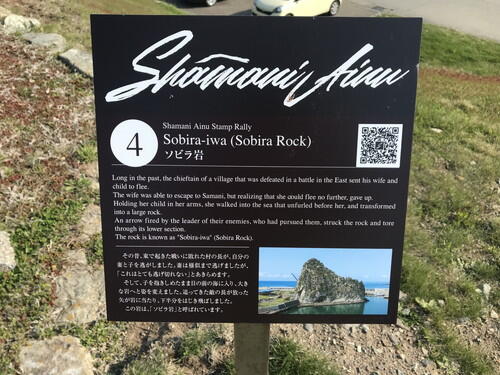 Shamani Ainu
4
Shamani Ainu Stamp Rally
Sobira-iwa (Sobira Rock)
ソビラ岩
Long in the past, the chieftain of a village that was defeated in a battle in the East sent his wife and
child to flee.
The wife was able to escape to Samani, but realizing that she could flee no further, gave up.
Holding her child in her arms, she walked into the sea that unfurled before her, and transformed
into a large rock.
An arrow fired by the leader of their enemies, who had pursued them, struck the rock and tore
through its lower section.
The rock is known as "Sobira-iwa" (Sobira Rock).
その昔、東で起きた戦いに敗れた村の長が、自分の
妻と子を逃がしました。妻は様似まで逃げましたが、
「これはとても逃げ切れない」とあきらめます。
そして、子を抱きしめたまま目の前の海に入り、大き
な岩へと姿を変えました。追ってきた敵の長が放った
矢が岩に当たり、下半分をはじき飛ばしました。
この岩は、「ソビラ岩」と呼ばれています。